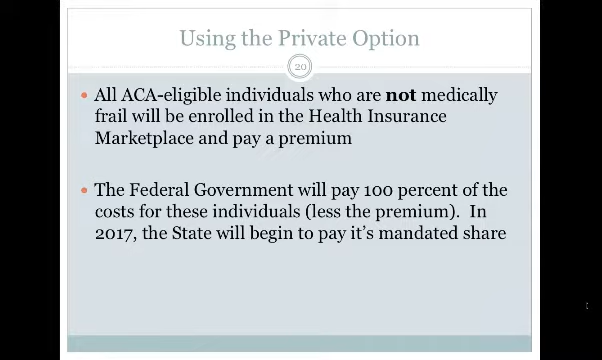 Using the Private Option
20
All ACA-eligible individuals who are not medically
frail will be enrolled in the Health Insurance
Marketplace and pay a premium
The Federal Government will pay 100 percent of the
costs for these individuals (less the premium).  In
2017, the State will begin to pay it's mandated share